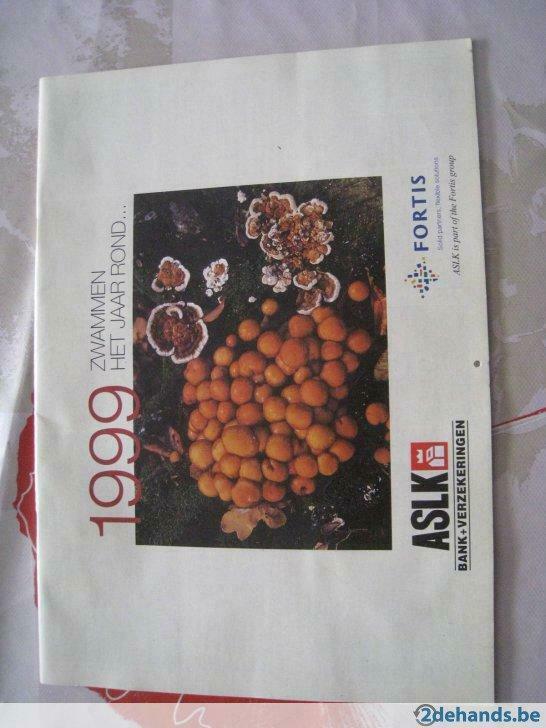 1999
ZWAMMEN
HET JAAR ROND...
ASLK
BANK+VERZEKERINGEN
FORTIS
Solid partners, flexible solutions
ASLK is part of the Fortis group
2dehands.be